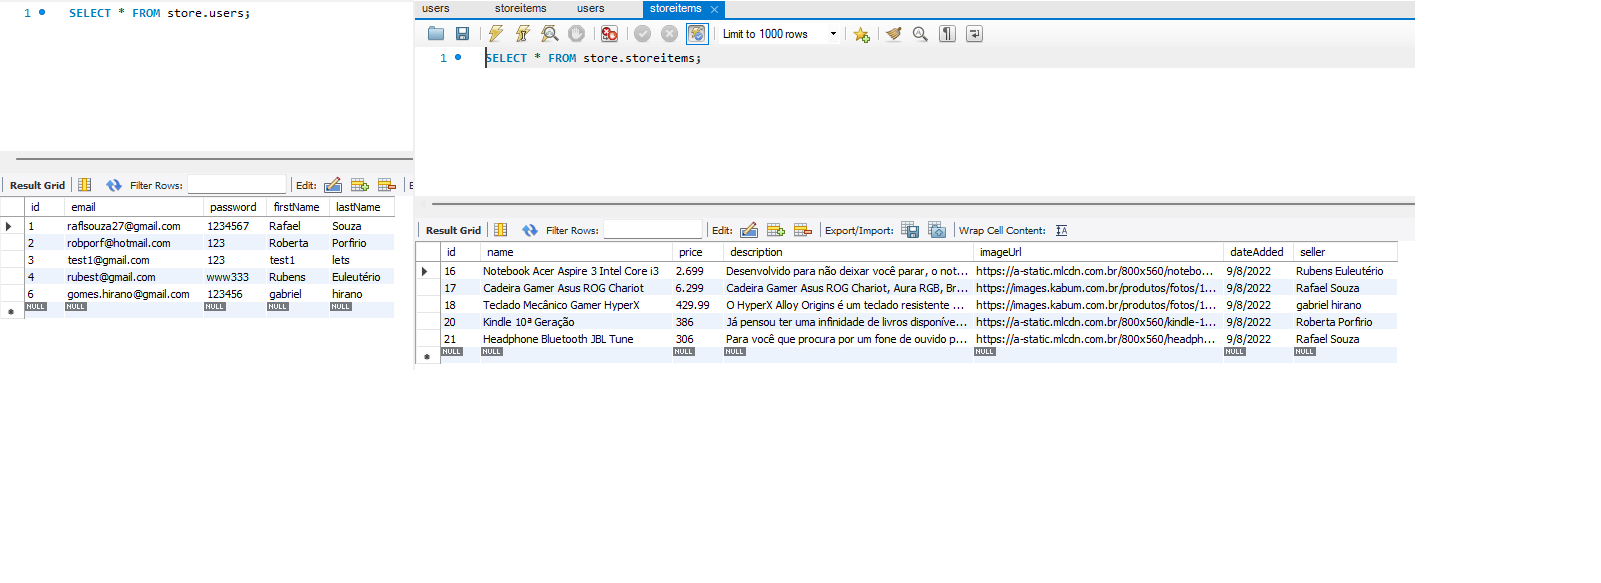 1 SELECT * FROM store.users;
Result Grid Filter Rows: Edit:
id email password firstName lastName
1 raflsouza27@gmail.com 1234567 Rafael Souza
2 robporf@hotmail.com 123 Roberta Porfirio
3 test1@gmail.com 123 test1 lets
4 rubest@gmail.com www333 Rubens Euleutério
6 gomes.hirano@gmail.com 123456 gabriel hirano
NULL NULL NULL NULL NULL
users storeitems users storeitems
Limit to 1000 rows
1 SELECT * FROM store.storeitems;
Result Grid Filter Rows: Edit: Export/Import: Wrap Cell Content:
id name price description imageUrl dateAdded seller
16 Notebook Acer Aspire 3 Intel Core i3 2.699 Desenvolvido para não deixar você parar, o not... https://a-static.mlcdn.com.br/800x560/notebo... 9/8/2022 Rubens Euleutério
17 Cadeira Gamer Asus ROG Chariot 6.299 Cadeira Gamer Asus ROG Chariot, Aura RGB, Br... https://images.kabum.com.br/produtos/fotos/1... 9/8/2022 Rafael Souza
18 Teclado Mecânico Gamer HyperX 429.99 O HyperX Alloy Origins é um teclado resistente ... https://images.kabum.com.br/produtos/fotos/1... 9/8/2022 gabriel hirano
20 Kindle 10ª Geração 386 Já pensou ter uma infinidade de livros disponíve... https://a-static.mlcdn.com.br/800x560/kindle-1... 9/8/2022 Roberta Porfirio
21 Headphone Bluetooth JBL Tune 306 Para você que procura por um fone de ouvido p... https://a-static.mlcdn.com.br/800x560/headph... 9/8/2022 Rafael Souza
NULL NULL NULL NULL NULL NULL NULL